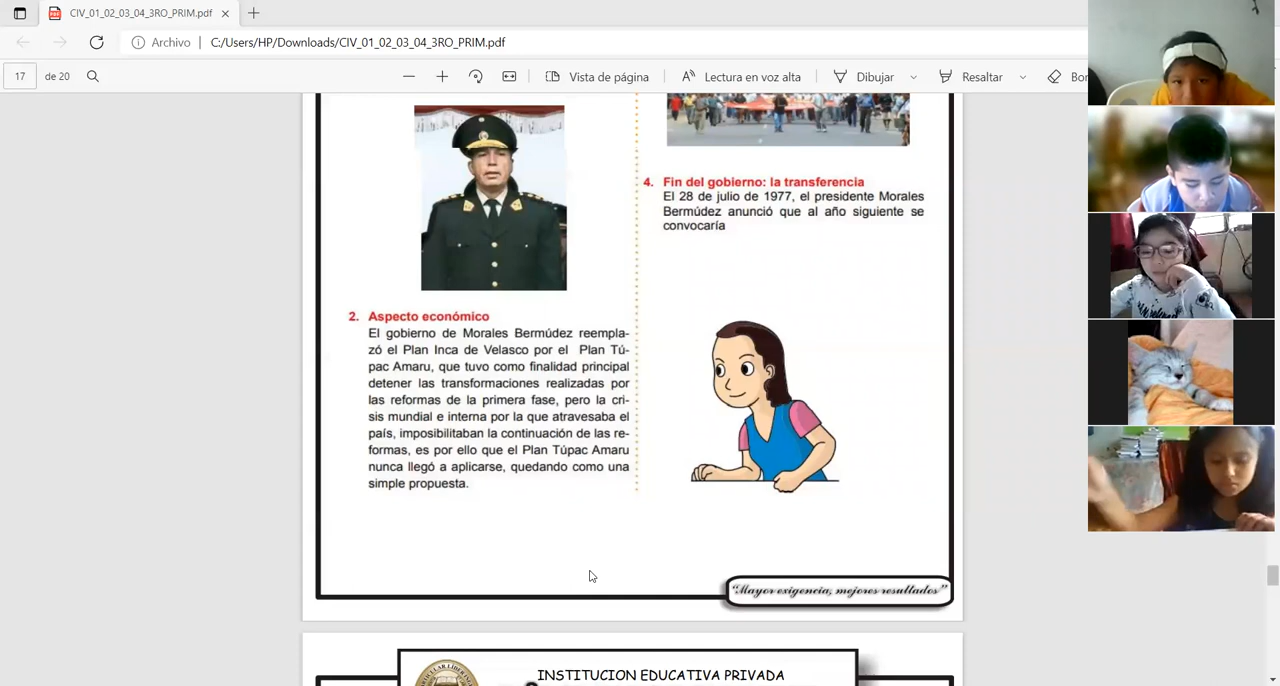 CIV_01_02_03_04_3RO_PRIM.pdf
Archivo C:/Users/HP/Downloads/CIV_01_02_03_04_3RO_PRIM.pdf
17 de 20 Vista de página Lectura en voz alta Dibujar Resaltar
2. Aspecto económico
El gobierno de Morales Bermúdez reempla-
zó el Plan Inca de Velasco por el Plan Tú-
pac Amaru, que tuvo como finalidad principal
detener las transformaciones realizadas por
las reformas de la primera fase, pero la cri-
sis mundial e interna por la que atravesaba el
país, imposibilitaban la continuación de las re-
formas, es por ello que el Plan Túpac Amaru
nunca llegó a aplicarse, quedando como una
simple propuesta.
4. Fin del gobierno: la transferencia
El 28 de julio de 1977, el presidente Morales
Bermúdez anunció que al año siguiente se
convocaría
"Mayor exigencia, mejores resultados"
INSTITUCION EDUCATIVA PRIVADA